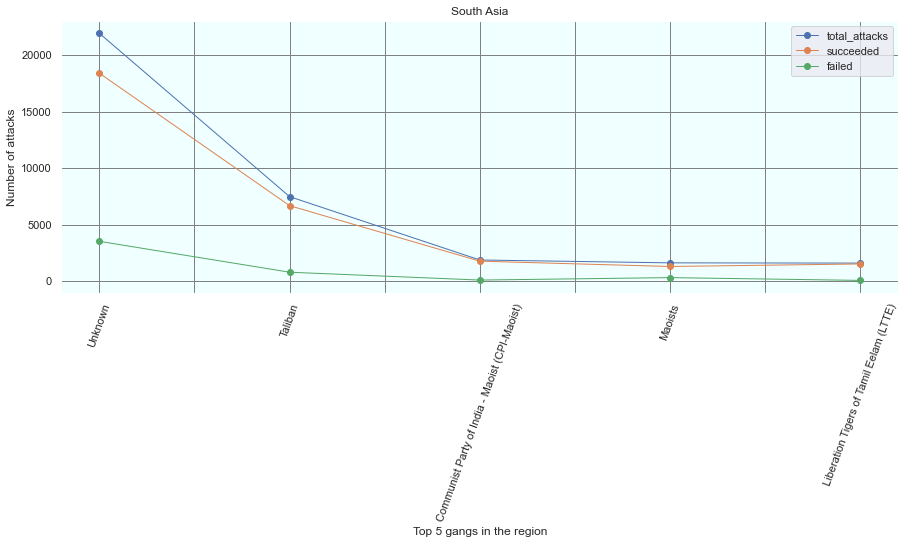 South Asia
total_attacks
succeeded
failed
Number of attacks
20000
15000
10000
5000
0
Unknown
Taliban
Communist Party of India - Maoist (CPI-Maoist)
Maoists
Liberation Tigers of Tamil Eelam (LTTE)
Top 5 gangs in the region